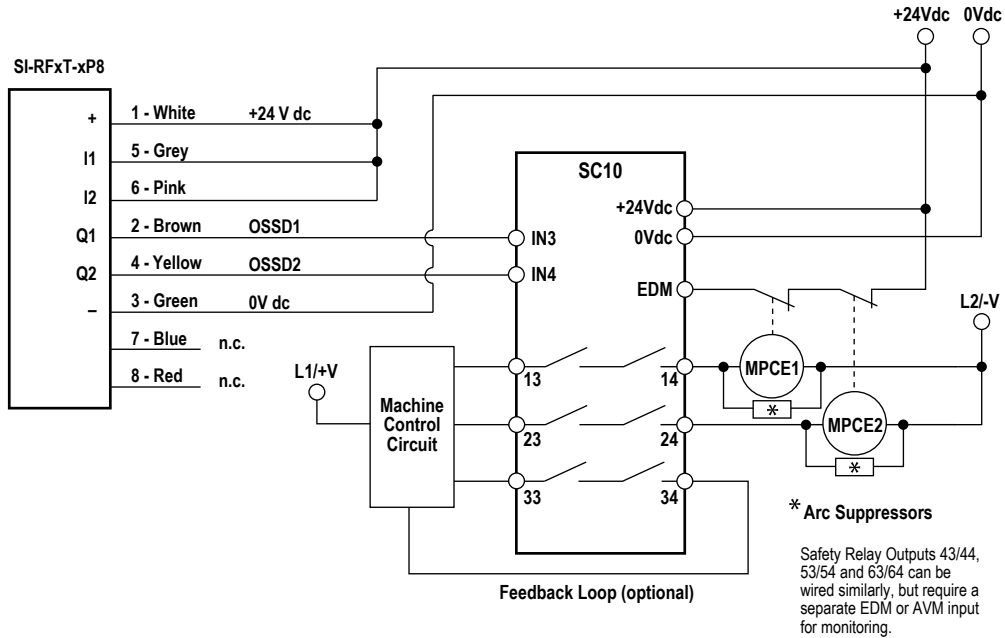 +24Vdc 0Vdc
SI-RFxT-xP8
+ 1 - White +24 V dc
I1 5 - Grey
I2 6 - Pink
Q1 2 - Brown OSSD1
Q2 4 - Yellow OSSD2
– 3 - Green 0V dc
7 - Blue n.c.
8 - Red n.c.
SC10
+24Vdc
0Vdc
IN3
IN4
EDM
L2/-V
L1/+V
Machine
Control
Circuit
13 14
23 24
33 34
MPCE1
*
MPCE2
*
* Arc Suppressors
Feedback Loop (optional)
Safety Relay Outputs 43/44,
53/54 and 63/64 can be
wired similarly, but require a
separate EDM or AVM input
for monitoring.